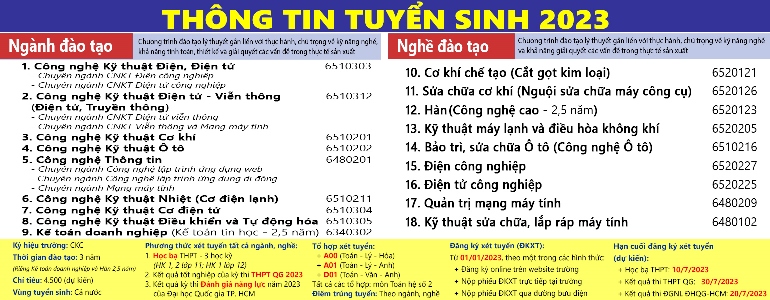 THÔNG TIN TUYỂN SINH 2023
Ngành đào tạo
Chương trình đào tạo lý thuyết gắn liền với thực hành, chú trọng về kỹ năng nghề,
khả năng tính toán, thiết kế và giải quyết các vấn đề trong thực tế sản xuất
1. Công nghệ Kỹ thuật Điện, Điện tử 6510303
- Chuyên ngành CNKT Điện công nghiệp
- Chuyên ngành CNKT Điện tử công nghiệp
2. Công nghệ Kỹ thuật Điện tử - Viễn thông 6510312
(Điện tử, Truyền thông)
- Chuyên ngành CNKT Điện tử viễn thông
- Chuyên ngành CNKT Viễn thông và Mạng máy tính
3. Công nghệ Kỹ thuật Cơ khí 6510201
4. Công nghệ Kỹ thuật Ô tô 6510202
5. Công nghệ Thông tin 6480201
- Chuyên ngành Công nghệ lập trình ứng dụng web
- Chuyên ngành Công nghệ lập trình ứng dụng di động
- Chuyên ngành Mạng máy tính
6. Công nghệ Kỹ thuật Nhiệt (Cơ điện lạnh) 6510211
7. Công nghệ Kỹ thuật Cơ điện tử 6510304
8. Công nghệ Kỹ thuật Điều khiển và Tự động hóa 6510305
9. Kế toán doanh nghiệp (Kế toán tin học - 2,5 năm) 6340302
Nghề đào tạo
Chương trình đào tạo lý thuyết gắn liền với thực hành, chú trọng về kỹ năng nghề
và khả năng giải quyết các vấn đề trong thực tế sản xuất
10. Cơ khí chế tạo (Cắt gọt kim loại) 6520121
11. Sửa chữa cơ khí (Nguội sửa chữa máy công cụ) 6520126
12. Hàn (Công nghệ cao - 2,5 năm) 6520123
13. Kỹ thuật máy lạnh và điều hòa không khí 6520205
14. Bảo trì, sửa chữa Ô tô (Công nghệ Ô tô) 6510216
15. Điện công nghiệp 6520227
16. Điện tử công nghiệp 6520225
17. Quản trị mạng máy tính 6480209
18. Kỹ thuật sửa chữa, lắp ráp máy tính 6480102
Ký hiệu trường: CKC
Thời gian đào tạo: 3 năm
(Riêng Kế toán doanh nghiệp và Hàn 2,5 năm)
Chỉ tiêu: 4.500 (dự kiến)
Vùng tuyển sinh: Cả nước
Phương thức xét tuyển tất cả ngành, nghề:
1. Học bạ THPT - 3 học kỳ
(HK 1, 2 lớp 11; HK 1 lớp 12)
2. Kết quả tốt nghiệp của kỳ thi THPT QG 2023
3. Kết quả kỳ thi Đánh giá năng lực năm 2023
của Đại học Quốc gia TP. HCM
Tổ hợp xét tuyển:
+ A00 (Toán - Lý - Hóa)
+ A01 (Toán - Lý - Anh)
+ D01 (Toán - Văn - Anh)
Tất cả các tổ hợp: môn Toán hệ số 2
Điểm trúng tuyển: Theo ngành, nghề
Đăng ký xét tuyển (ĐKXT):
Từ 01/01/2023, theo một trong các hình thức:
+ Đăng ký online trên website trường
+ Nộp phiếu ĐKXT trực tiếp tại trường
+ Nộp phiếu ĐKXT qua đường bưu điện
Hạn cuối đăng ký xét tuyển
(dự kiến):
+ Học bạ THPT: 10/7/2023
+ Kết quả thi THPT QG: 30/7/2023
+ Kết quả thi ĐGNL ĐHQG-HCM: 20/7/2023